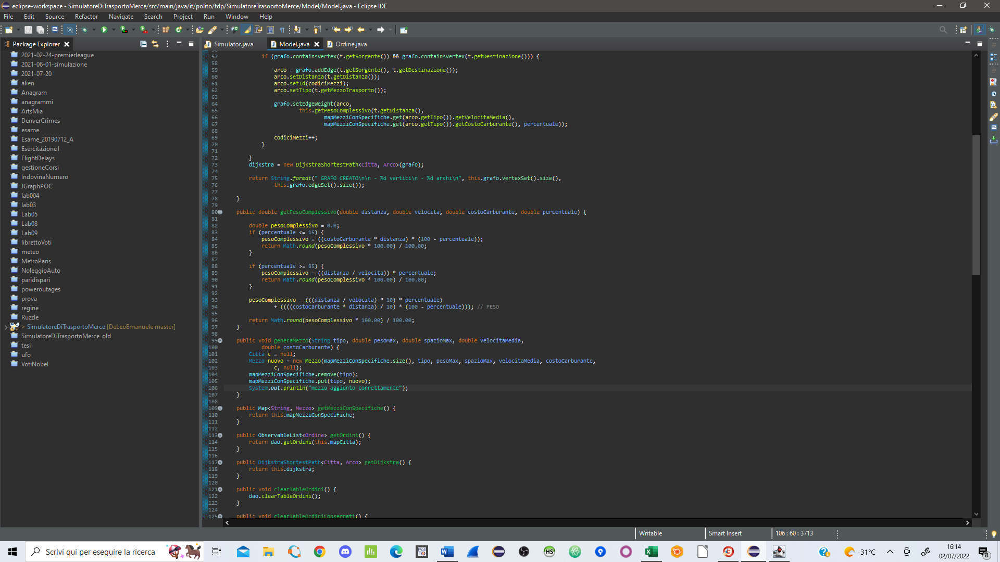 eclipse-workspace - SimulatoreDiTrasportoMerce/src/main/java/it/polito/tdp/SimulatoreTrasoortoMerce/Model/Model.java - Eclipse IDE
File Edit Source Refactor Navigate Search Project Run Window Help
Package Explorer
2021-02-24-premierleague
2021-06-01-simulazione
2021-07-20
alien
Anagram
anagrammi
ArtsMia
DenverCrimes
esame
Esame_20190712_A
Esercitazione1
FlightDelays
gestioneCorsi
IndovinaNumero
JGraphPOC
lab004
lab03
Lab05
Lab08
Lab09
librettoVoti
meteo
MetroParis
NoleggioAuto
paridispari
poweroutages
prova
regine
Ruzzle
> SimulatoreDiTrasportoMerce [DeLeoEmanuele master]
SimulatoreDiTrasportoMerce_old
tesi
ufo
VotiNobel
Simulator.java Model.java Ordine.java
57 if (grafo.containsVertex(t.getSorgente()) && grafo.containsVertex(t.getDestinazione())) {
58
59 arco = grafo.addEdge(t.getSorgente(), t.getDestinazione());
60 arco.setDistanza(t.getDistanza());
61 arco.setId(codiciMezzi);
62 arco.setTipo(t.getMezzoTrasporto());
63
64 grafo.setEdgeWeight(arco,
65 this.getPesoComplessivo(t.getDistanza(),
66 mapMezziConSpecifiche.get(arco.getTipo()).getVelocitaMedia(),
67 mapMezziConSpecifiche.get(arco.getTipo()).getCostoCarburante(), percentuale));
68
69 codiciMezzi++;
70 }
71
72 }
73 dijkstra = new DijkstraShortestPath<Citta, Arco>(grafo);
74
75 return String.format(" GRAFO CREATO\n\n - %d vertici\n - %d archi\n", this.grafo.vertexSet().size(),
76 this.grafo.edgeSet().size());
77
78 }
79
80 public double getPesoComplessivo(double distanza, double velocita, double costoCarburante, double percentuale) {
81
82 double pesoComplessivo = 0.0;
83 if (percentuale <= 15) {
84 pesoComplessivo = ((costoCarburante * distanza) * (100 - percentuale));
85 return Math.round(pesoComplessivo * 100.00) / 100.00;
86 }
87
88 if (percentuale >= 85) {
89 pesoComplessivo = ((distanza / velocita)) * percentuale;
90 return Math.round(pesoComplessivo * 100.00) / 100.00;
91 }
92
93 pesoComplessivo = (((distanza / velocita) * 10) * percentuale)
94 + ((((costoCarburante * distanza) / 10) * (100 - percentuale))); // PESO
95
96 return Math.round(pesoComplessivo * 100.00) / 100.00;
97 }
98
99 public void generaMezzo(String tipo, double pesoMax, double spazioMax, double velocitaMedia,
100 double costoCarburante) {
101 Citta c = null;
102 Mezzo nuovo = new Mezzo(mapMezziConSpecifiche.size(), tipo, pesoMax, spazioMax, velocitaMedia, costoCarburante,
103 c, null);
104 mapMezziConSpecifiche.remove(tipo);
105 mapMezziConSpecifiche.put(tipo, nuovo);
106 System.out.println("mezzo aggiunto correttamente");
107 }
108
109 public Map<String, Mezzo> getMezziConSpecifiche() {
110 return this.mapMezziConSpecifiche;
111 }
112
113 public ObservableList<Ordine> getOrdini() {
114 return dao.getOrdini(this.mapCitta);
115 }
116
117 public DijkstraShortestPath<Citta, Arco> getDijkstra() {
118 return this.dijkstra;
119 }
120
121 public void clearTableOrdini() {
122 dao.clearTableOrdini();
123 }
124
125 public void clearTableOrdiniConsegnati() {
Writable Smart Insert 106 : 60 : 3713
Scrivi qui per eseguire la ricerca
31°C
16:14
02/07/2022
8